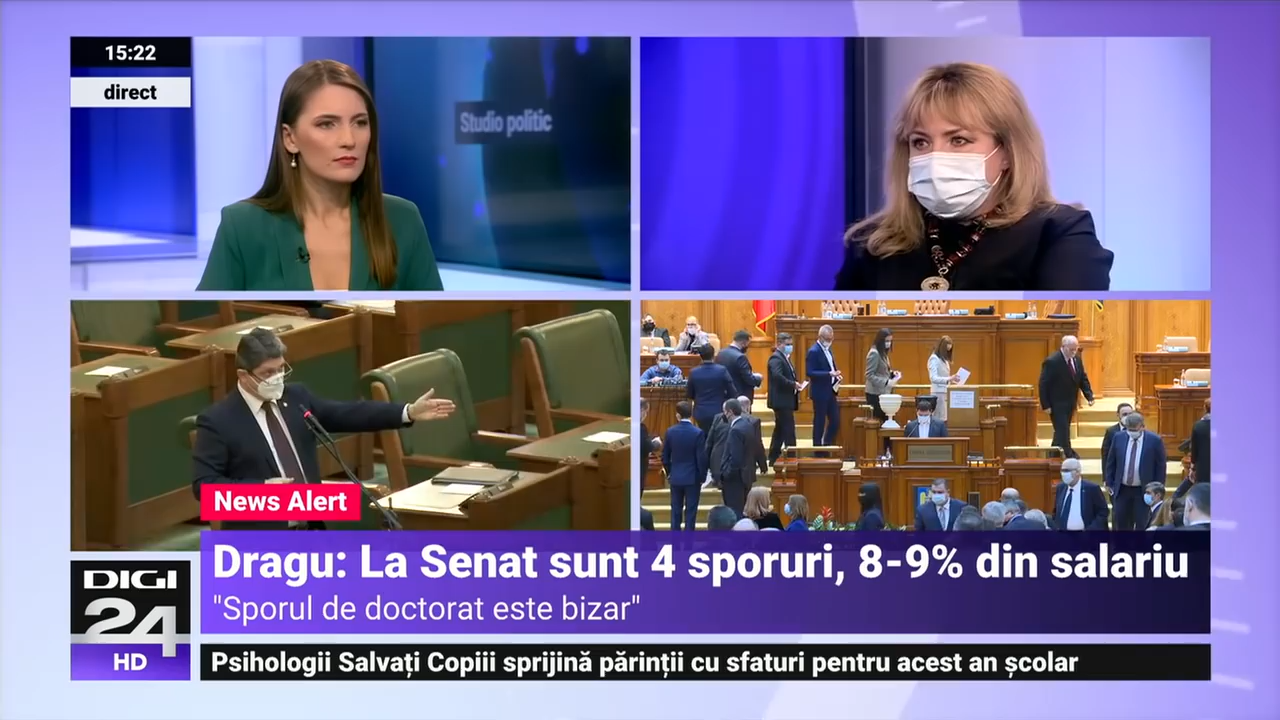 15:22
direct
Studio politic
News Alert
Dragu: La Senat sunt 4 sporuri, 8-9% din salariu
"Sporul de doctorat este bizar"
DIGI
24
HD
Psihologii Salvați Copiii sprijină părinții cu sfaturi pentru acest an școlar